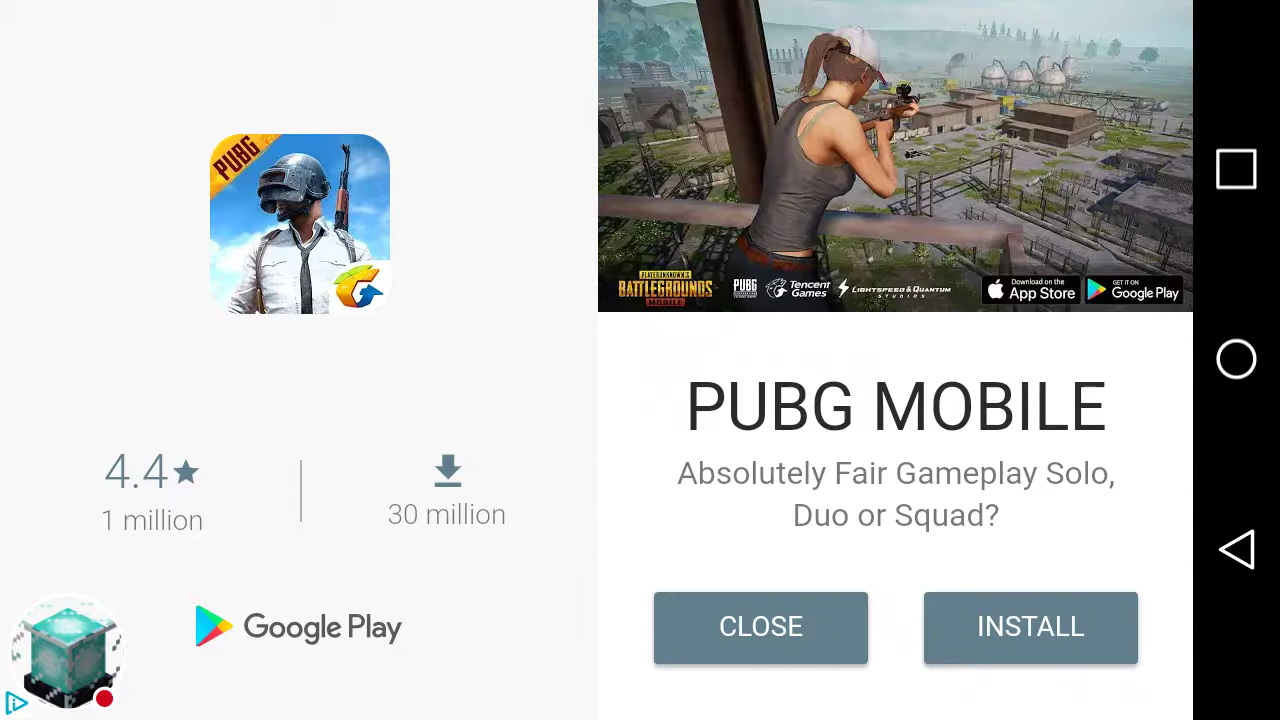 PUBG
4.4
1 million
30 million
Google Play
PLAYERUNKNOWN'S
BATTLEGROUNDS
MOBILE
PUBG
Tencent
Games
LIGHTSPEED & QUANTUM
STUDIOS
Download on the
App Store
GET IT ON
Google Play
PUBG MOBILE
Absolutely Fair Gameplay Solo,
Duo or Squad?
CLOSE
INSTALL